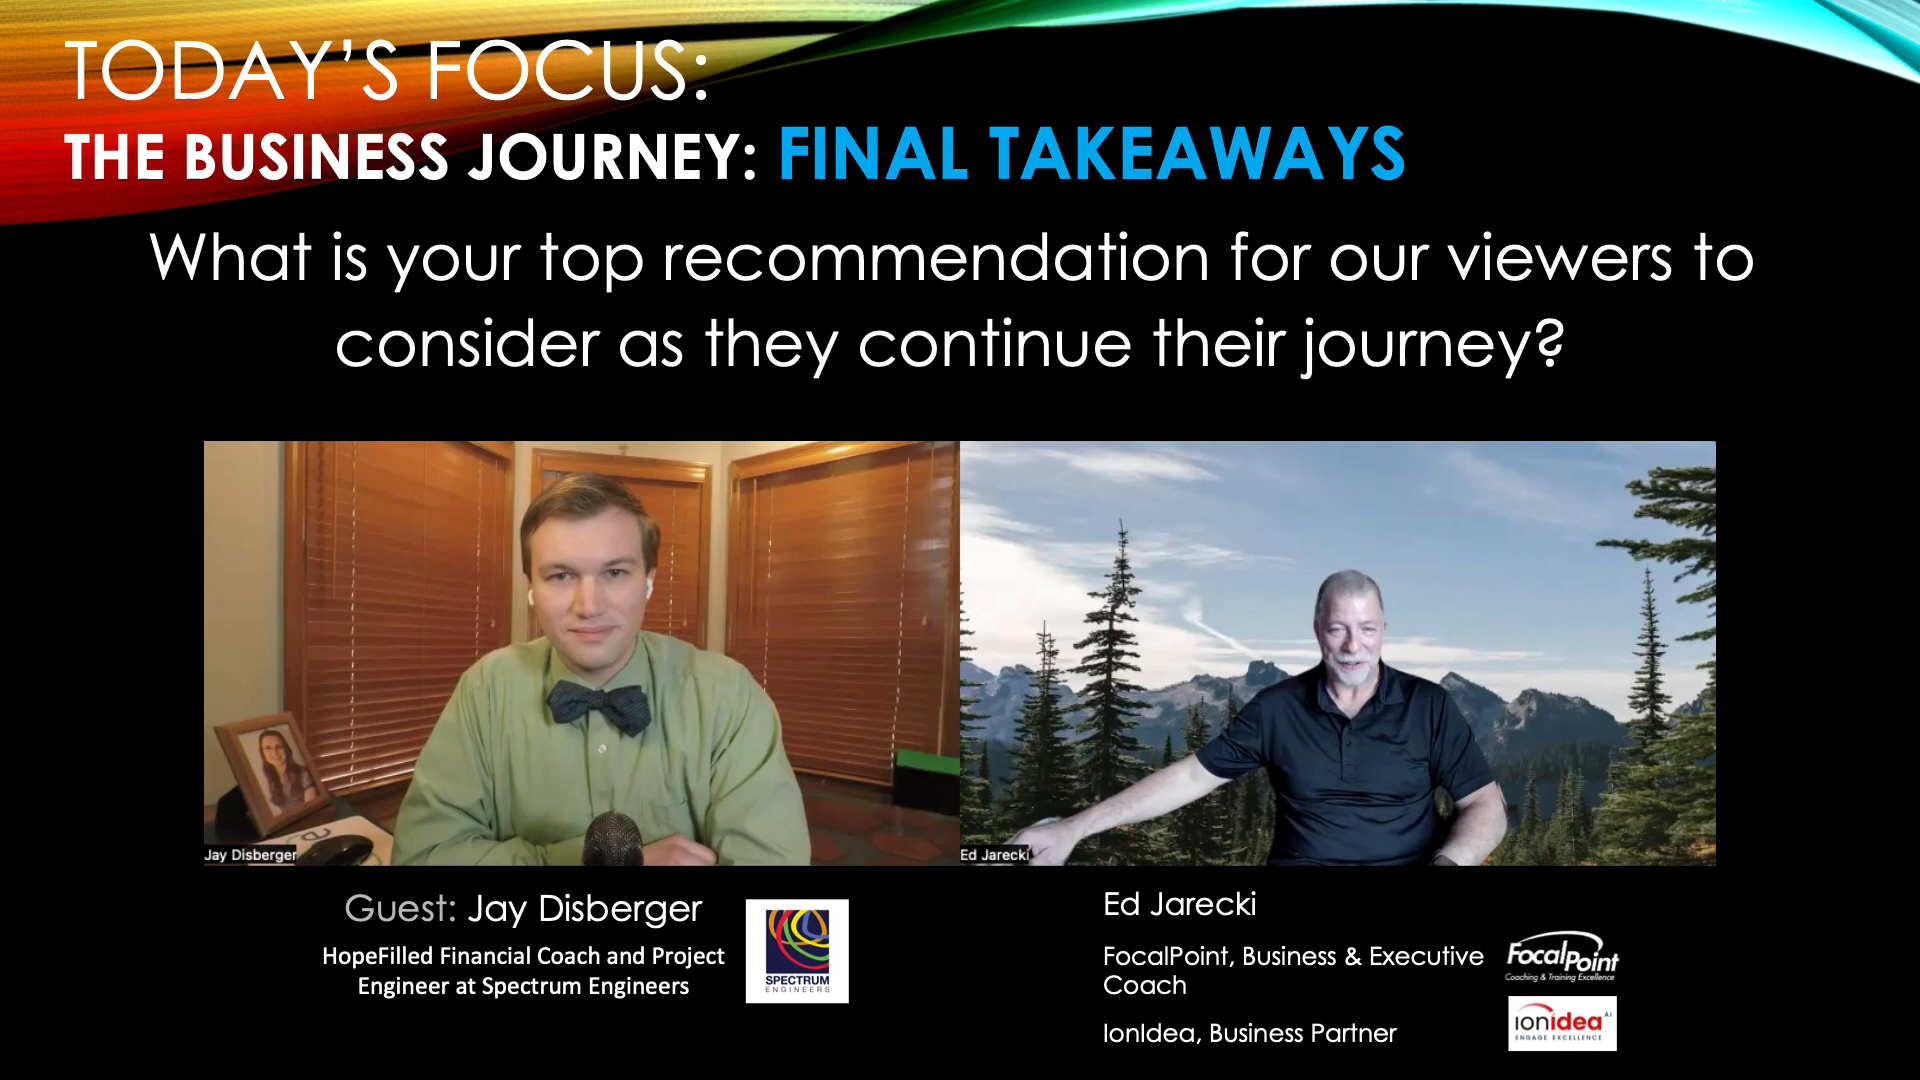 TODAY’S FOCUS:
THE BUSINESS JOURNEY: FINAL TAKEAWAYS
What is your top recommendation for our viewers to
consider as they continue their journey?
Jay Disberger
Ed Jarecki
Guest: Jay Disberger
HopeFilled Financial Coach and Project
Engineer at Spectrum Engineers
SPECTRUM
ENGINEERS
Ed Jarecki
FocalPoint, Business & Executive
Coach
IonIdea, Business Partner
FocalPoint
Coaching & Training Excellence
ionidea AI
ENGAGE EXCELLENCE